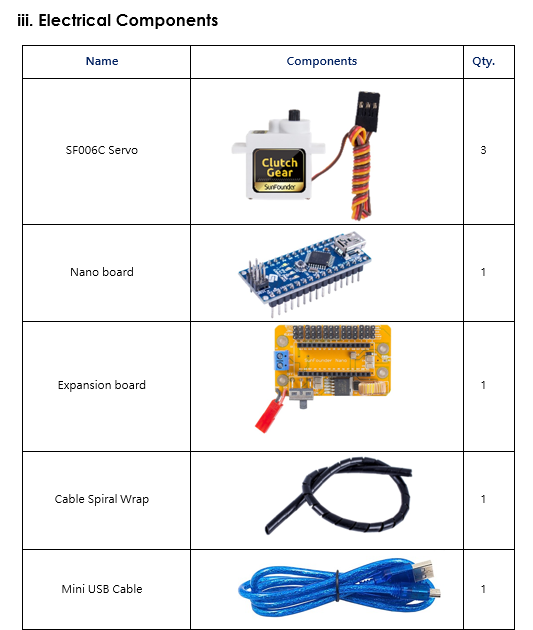 iii. Electrical Components
Name Components Qty.
SF006C Servo 3
Clutch
Gear
SunFounder
Nano board 1
Expansion board 1
Cable Spiral Wrap 1
Mini USB Cable 1